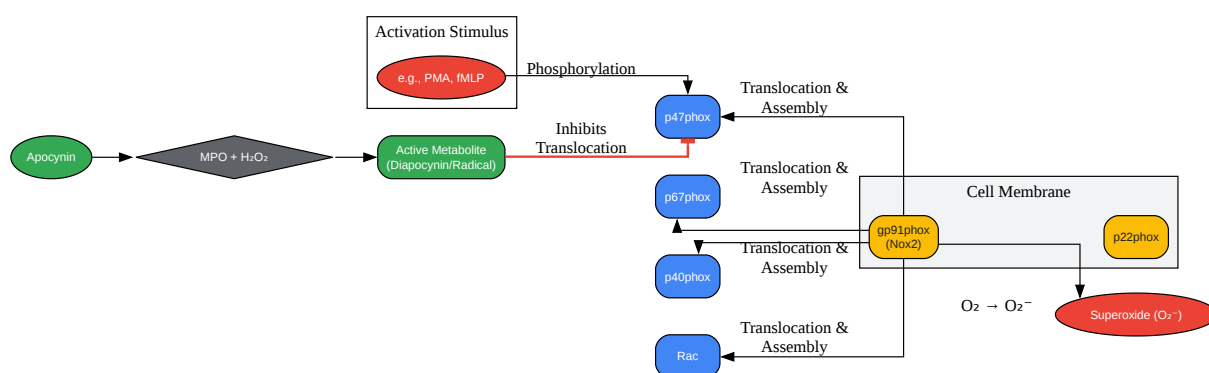 Activation Stimulus
e.g., PMA, fMLP
Phosphorylation
Translocation &
Assembly
p47phox
Inhibits
Translocation
Apocynin
MPO + H₂O₂
Active Metabolite
(Diapocynin/Radical)
Translocation &
Assembly
p67phox
Cell Membrane
gp91phox
(Nox2)
p22phox
Translocation &
Assembly
p40phox
O₂ → O₂⁻
Superoxide (O₂⁻)
Translocation &
Assembly
Rac